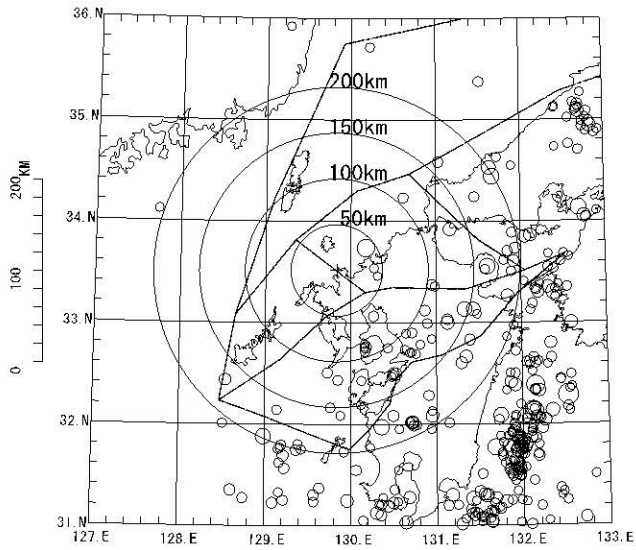 36. N
200km
35. N
150km
100km
200 KM
34. N
50km
100
33. N
0
32. N
31. N
127. E 128. E 129. E 130. E 131. E 132. E 133. E